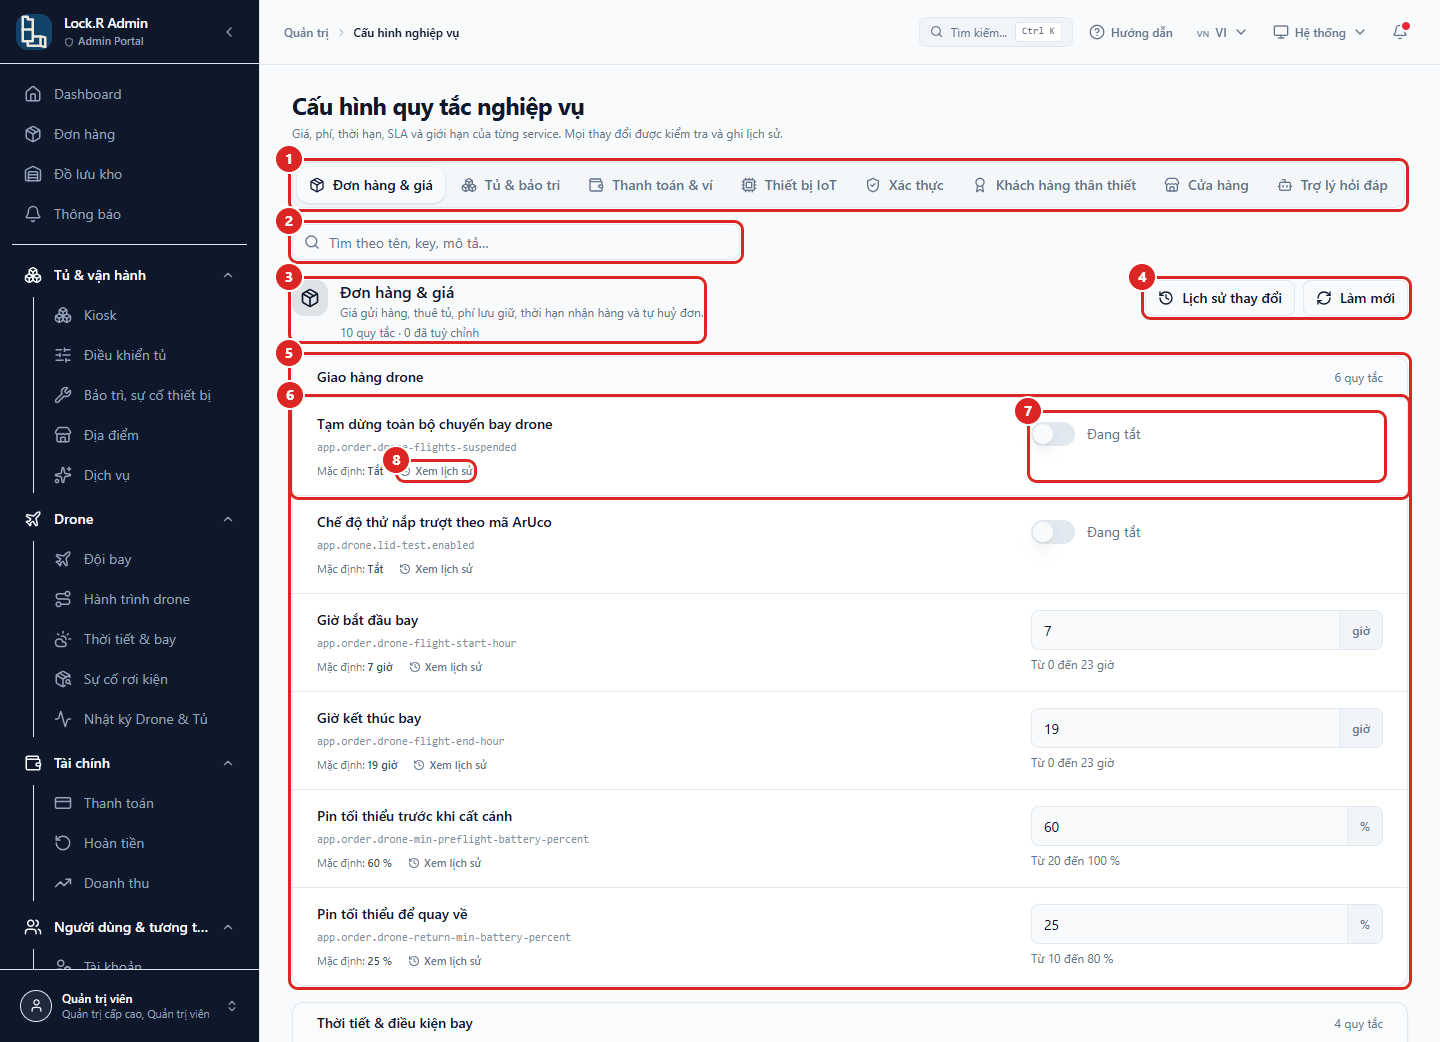 Lock.R Admin
Admin Portal
Dashboard
Đơn hàng
Đồ lưu kho
Thông báo
Tủ & vận hành
Kiosk
Điều khiển tủ
Bảo trì, sự cố thiết bị
Địa điểm
Dịch vụ
Drone
Đội bay
Hành trình drone
Thời tiết & bay
Sự cố rơi kiện
Nhật ký Drone & Tủ
Tài chính
Thanh toán
Hoàn tiền
Doanh thu
Người dùng & tương t...
Tài khoản
Quản trị viên
Quản trị cấp cao, Quản trị viên
Quản trị > Cấu hình nghiệp vụ
Tìm kiếm... Ctrl K
Hướng dẫn
VN VI
Hệ thống
Cấu hình quy tắc nghiệp vụ
Giá, phí, thời hạn, SLA và giới hạn của từng service. Mọi thay đổi được kiểm tra và ghi lịch sử.
1
Đơn hàng & giá Tủ & bảo trì Thanh toán & ví Thiết bị IoT Xác thực Khách hàng thân thiết Cửa hàng Trợ lý hỏi đáp
2
Tìm theo tên, key, mô tả...
3
Đơn hàng & giá
Giá gửi hàng, thuê tủ, phí lưu giữ, thời hạn nhận hàng và tự huỷ đơn.
10 quy tắc · 0 đã tuỳ chỉnh
4
Lịch sử thay đổi Làm mới
5
Giao hàng drone 6 quy tắc
6
Tạm dừng toàn bộ chuyến bay drone
7
Đang tắt
-flights-suspended
8
Mặc định: Tắt Xem lịch sử
Chế độ thử nắp trượt theo mã ArUco
Đang tắt
app.drone.lid-test.enabled
Mặc định: Tắt Xem lịch sử
Giờ bắt đầu bay
7 giờ
app.order.drone-flight-start-hour
Mặc định: 7 giờ Xem lịch sử
Từ 0 đến 23 giờ
Giờ kết thúc bay
19 giờ
app.order.drone-flight-end-hour
Mặc định: 19 giờ Xem lịch sử
Từ 0 đến 23 giờ
Pin tối thiểu trước khi cất cánh
60 %
app.order.drone-min-preflight-battery-percent
Mặc định: 60 % Xem lịch sử
Từ 20 đến 100 %
Pin tối thiểu để quay về
25 %
app.order.drone-return-min-battery-percent
Mặc định: 25 % Xem lịch sử
Từ 10 đến 80 %
Thời tiết & điều kiện bay 4 quy tắc